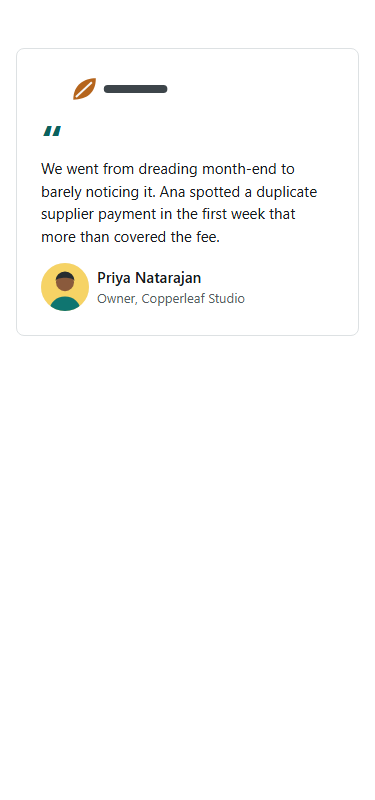 “
We went from dreading month-end to
barely noticing it. Ana spotted a duplicate
supplier payment in the first week that
more than covered the fee.
Priya Natarajan
Owner, Copperleaf Studio